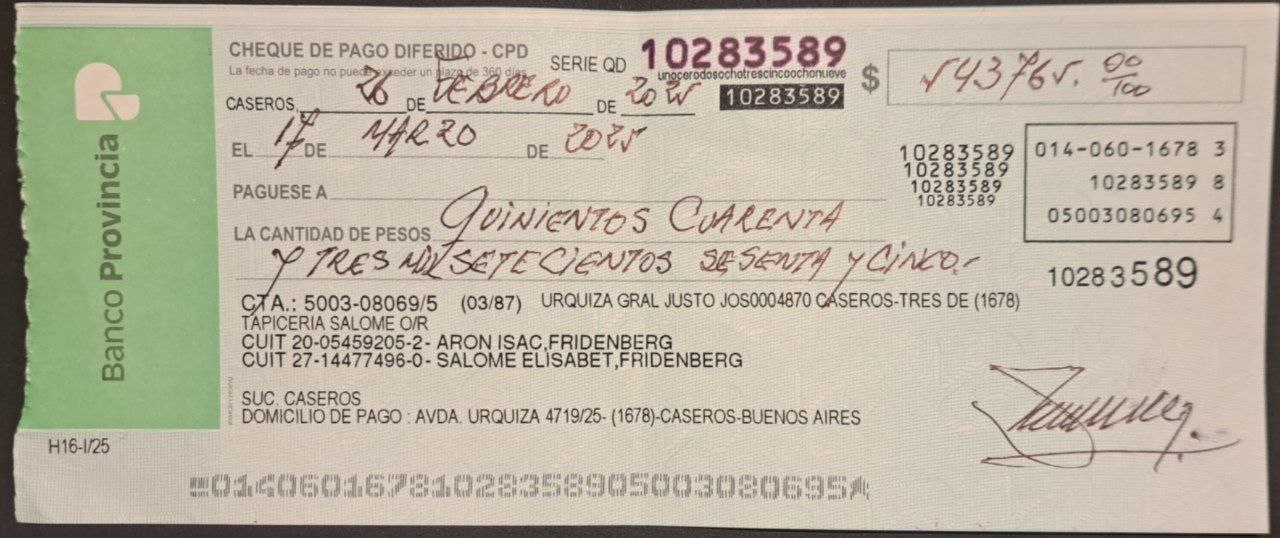 Banco Provincia
CHEQUE DE PAGO DIFERIDO - CPD
La fecha de pago no puede exceder un plazo de 360 días
SERIE QD 10283589
unocerodosochotrescincoochonueve
10283589
$ 543765. 00/100
CASEROS, 26 DE FEBRERO DE 2025
EL 17 DE MARZO DE 2025
10283589
10283589
10283589
10283589
014-060-1678 3
10283589 8
05003080695 4
PAGUESE A
LA CANTIDAD DE PESOS QUINIENTOS CUARENTA
Y TRES MIL SETECIENTOS SESENTA Y CINCO.-
10283589
CTA.: 5003-08069/5 (03/87) URQUIZA GRAL JUSTO JOS0004870 CASEROS-TRES DE (1678)
TAPICERIA SALOME O/R
CUIT 20-05459205-2- ARON ISAC,FRIDENBERG
CUIT 27-14477496-0- SALOME ELISABET,FRIDENBERG
SUC. CASEROS
DOMICILIO DE PAGO : AVDA. URQUIZA 4719/25- (1678)-CASEROS-BUENOS AIRES
H16-I/25
01406016781028358905003080695